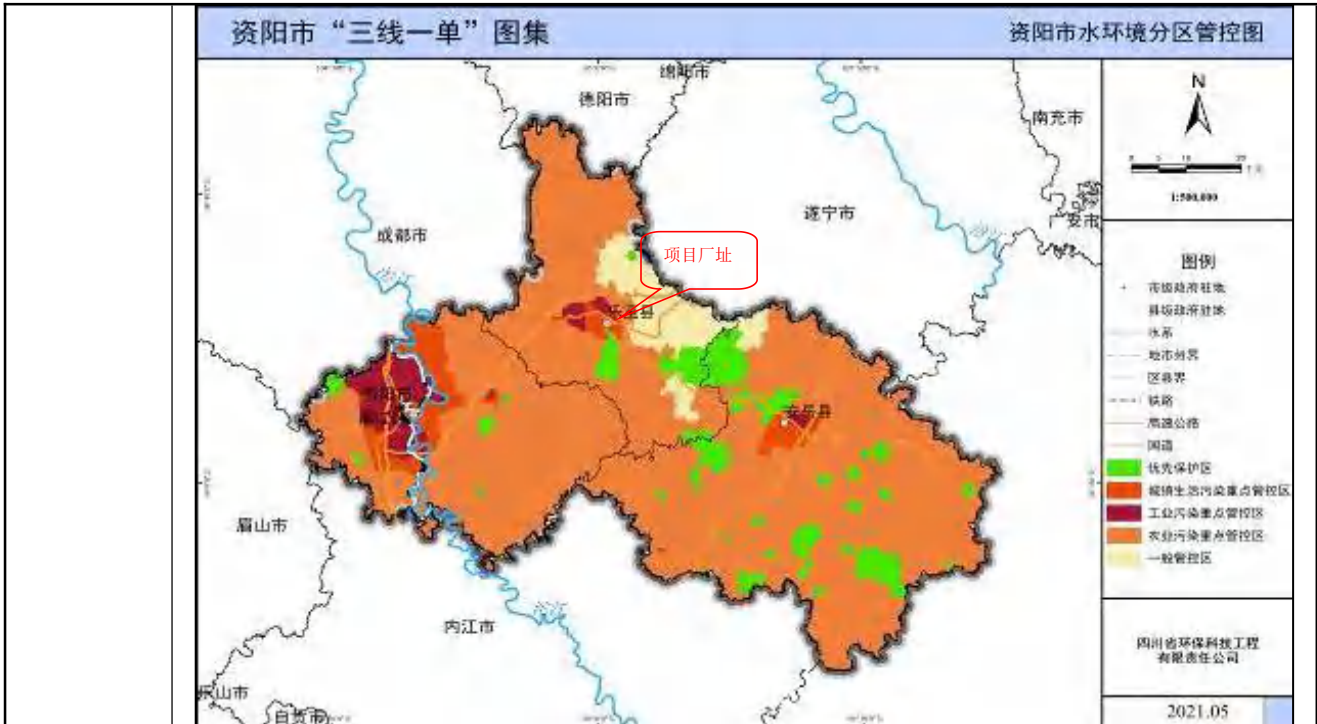 资阳市“三线一单”图集
资阳市水环境分区管控图
绵阳市
德阳市
南充市
N
1:500,000
遂宁市
广安市
成都市
项目厂址
乐至县
图例
市级政府驻地
县级政府驻地
水系
地市州界
区县界
铁路
高速公路
国道
优先保护区
城镇生活污染重点管控区
工业污染重点管控区
农业污染重点管控区
一般管控区
安岳县
眉山市
内江市
四川省环保科技工程
有限责任公司
乐山市
自贡市
2021.05